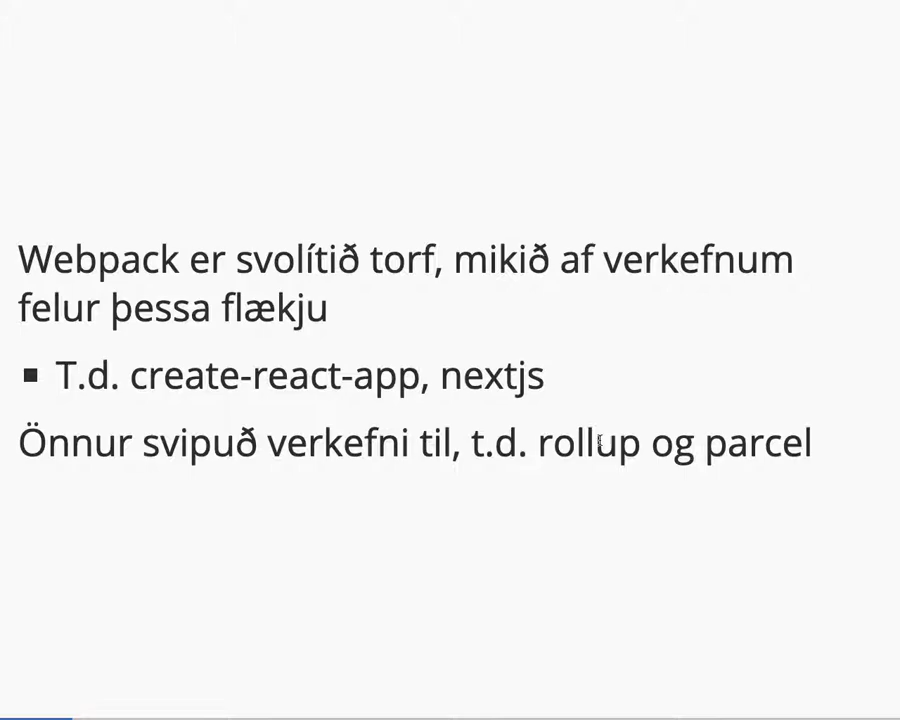 Webpack er svolítið torf, mikið af verkefnum
felur þessa flækju
▪ T.d. create-react-app, nextjs
Önnur svipuð verkefni til, t.d. rollup og parcel